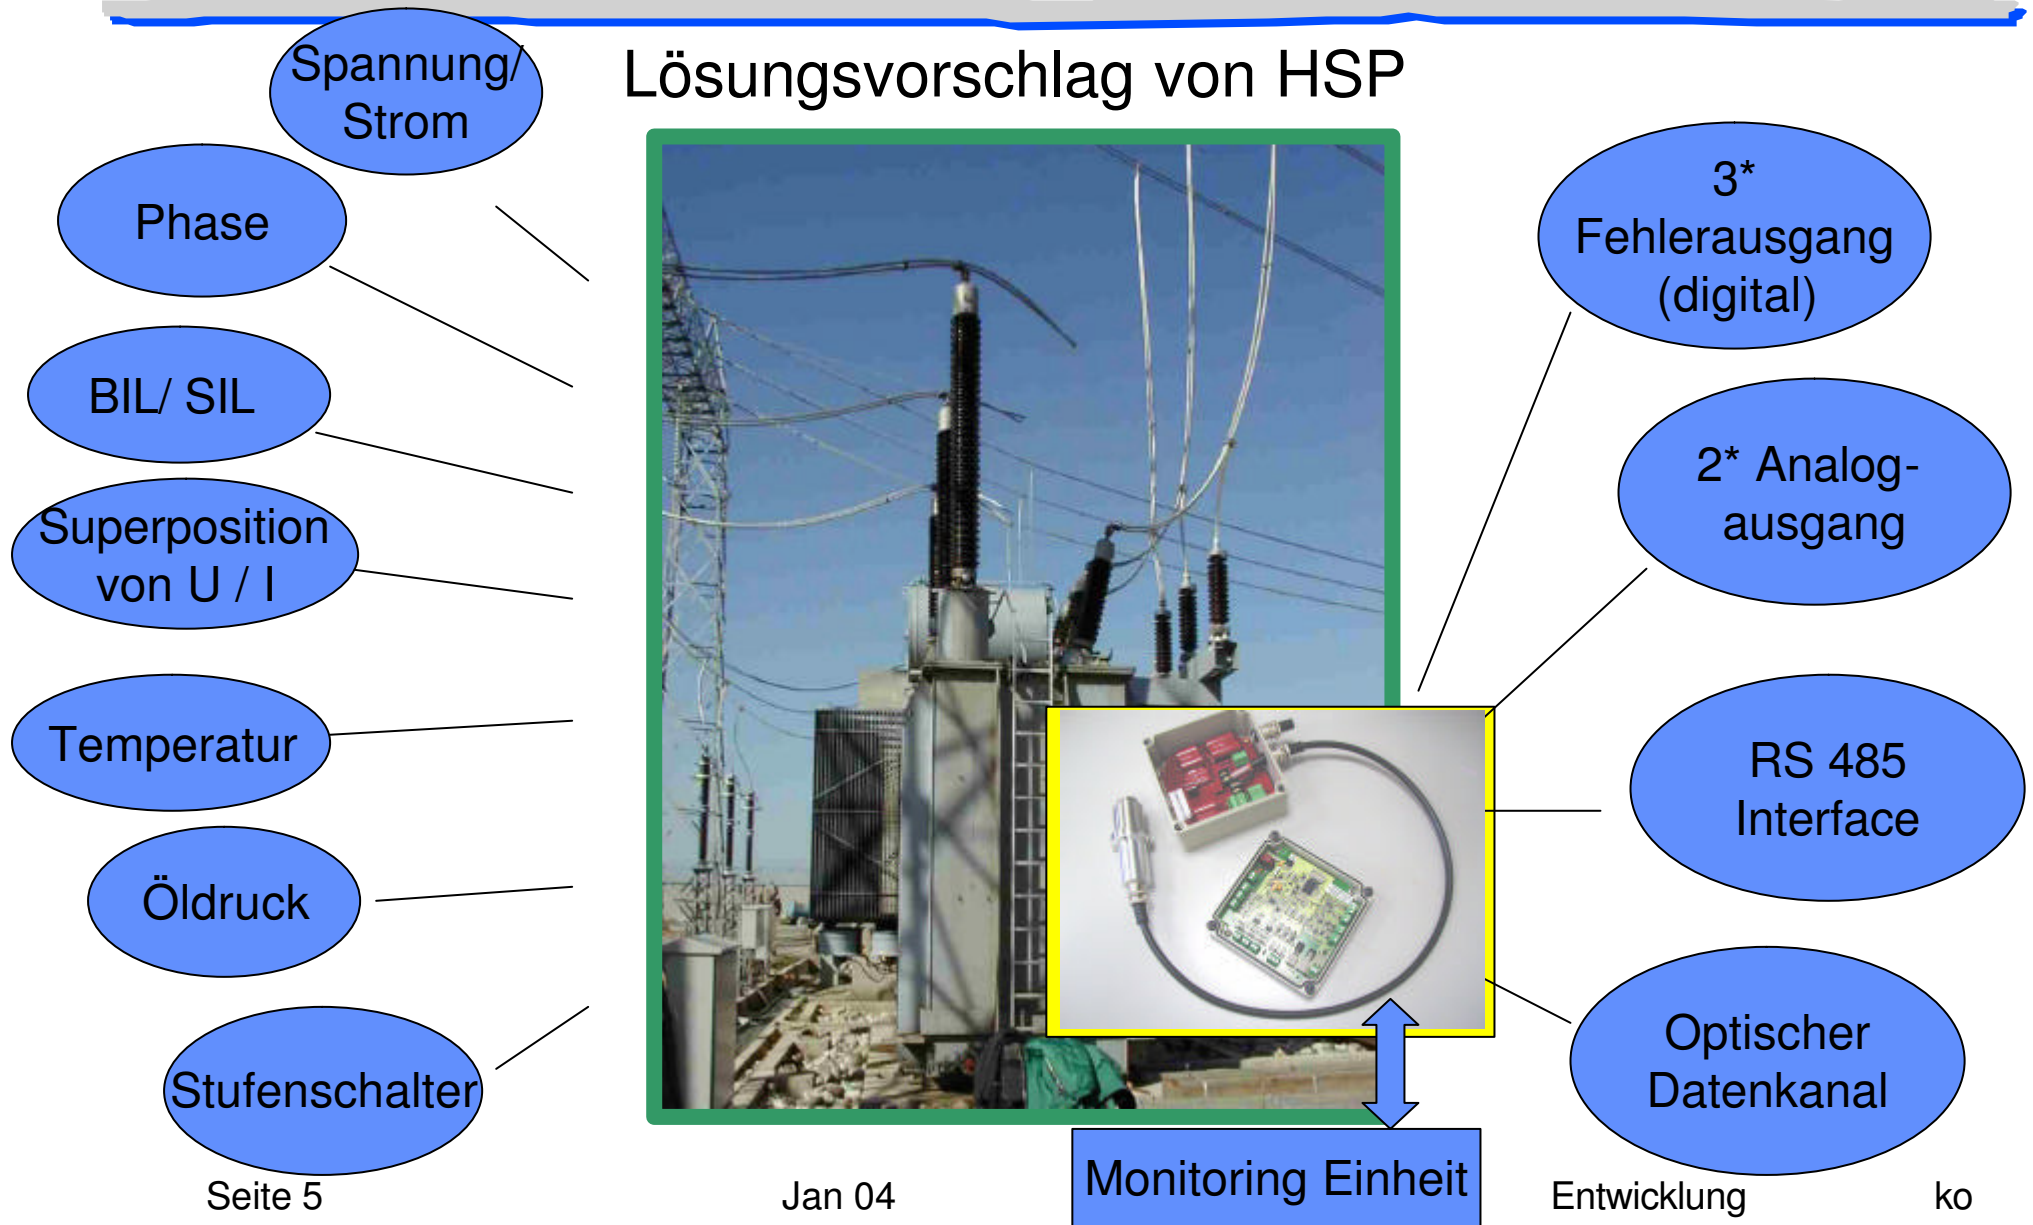 Lösungsvorschlag von HSP
Spannung/
Strom
Phase
BIL/ SIL
Superposition
von U / I
Temperatur
Öldruck
Stufenschalter
3*
Fehlerausgang
(digital)
2* Analog-
ausgang
RS 485
Interface
Optischer
Datenkanal
Monitoring Einheit
Seite 5
Jan 04
Entwicklung
ko